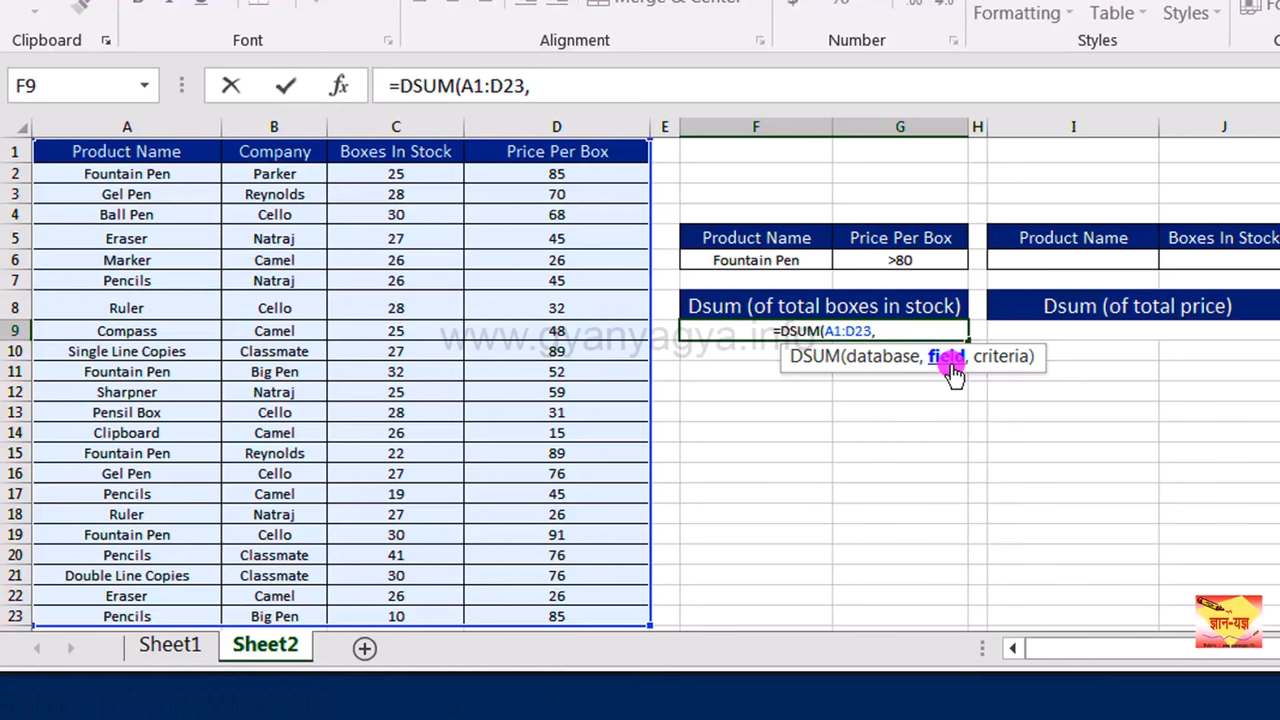 Merge & Center
Formatting Table Styles
Clipboard Font Alignment Number Styles
F9 fx =DSUM(A1:D23,
A B C D E F G H I J
1 Product Name Company Boxes In Stock Price Per Box
2 Fountain Pen Parker 25 85
3 Gel Pen Reynolds 28 70
4 Ball Pen Cello 30 68
5 Eraser Natraj 27 45 Product Name Price Per Box Product Name Boxes In Stock
6 Marker Camel 26 26 Fountain Pen >80
7 Pencils Natraj 26 45
8 Ruler Cello 28 32 Dsum (of total boxes in stock) Dsum (of total price)
9 Compass Camel 25 48 =DSUM(A1:D23,
www.gyanyagya.info
10 Single Line Copies Classmate 27 89 DSUM(database, field, criteria)
11 Fountain Pen Big Pen 32 52
12 Sharpner Natraj 25 59
13 Pensil Box Cello 28 31
14 Clipboard Camel 26 15
15 Fountain Pen Reynolds 22 89
16 Gel Pen Cello 27 76
17 Pencils Camel 19 45
18 Ruler Natraj 27 26
19 Fountain Pen Cello 30 91
20 Pencils Classmate 41 76
21 Double Line Copies Classmate 30 76
22 Eraser Camel 26 26
23 Pencils Big Pen 10 85
ज्ञान-यज्ञ
Sheet1 Sheet2